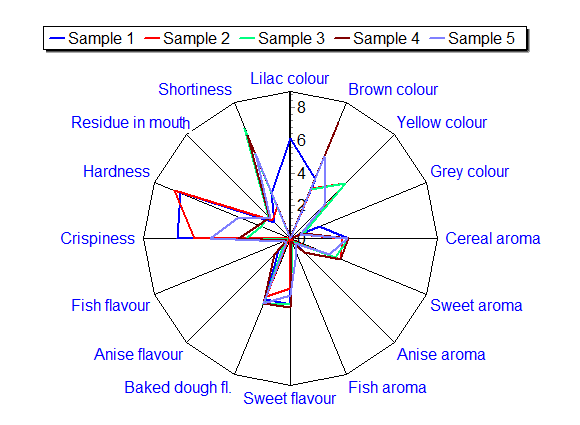 Sample 1 Sample 2 Sample 3 Sample 4 Sample 5
Lilac colour
Shortiness Brown colour
8
Residue in mouth Yellow colour
6
Hardness 4 Grey colour
2
Crispiness 0 Cereal aroma
Fish flavour Sweet aroma
Anise flavour Anise aroma
Baked dough fl. Fish aroma
Sweet flavour